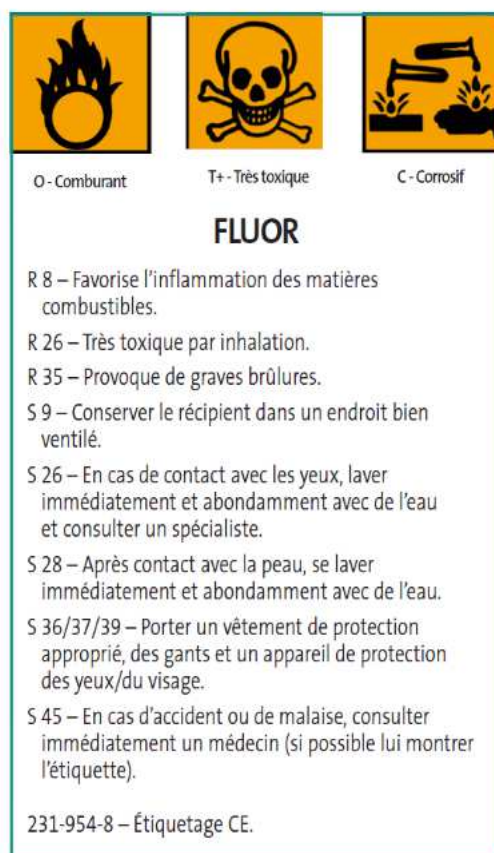 O - Comburant
T+ - Très toxique
C - Corrosif
FLUOR
R 8 – Favorise l’inflammation des matières
combustibles.
R 26 – Très toxique par inhalation.
R 35 – Provoque de graves brûlures.
S 9 – Conserver le récipient dans un endroit bien
ventilé.
S 26 – En cas de contact avec les yeux, laver
immédiatement et abondamment avec de l’eau
et consulter un spécialiste.
S 28 – Après contact avec la peau, se laver
immédiatement et abondamment avec de l’eau.
S 36/37/39 – Porter un vêtement de protection
approprié, des gants et un appareil de protection
des yeux/du visage.
S 45 – En cas d’accident ou de malaise, consulter
immédiatement un médecin (si possible lui montrer
l’étiquette).
231-954-8 – Étiquetage CE.